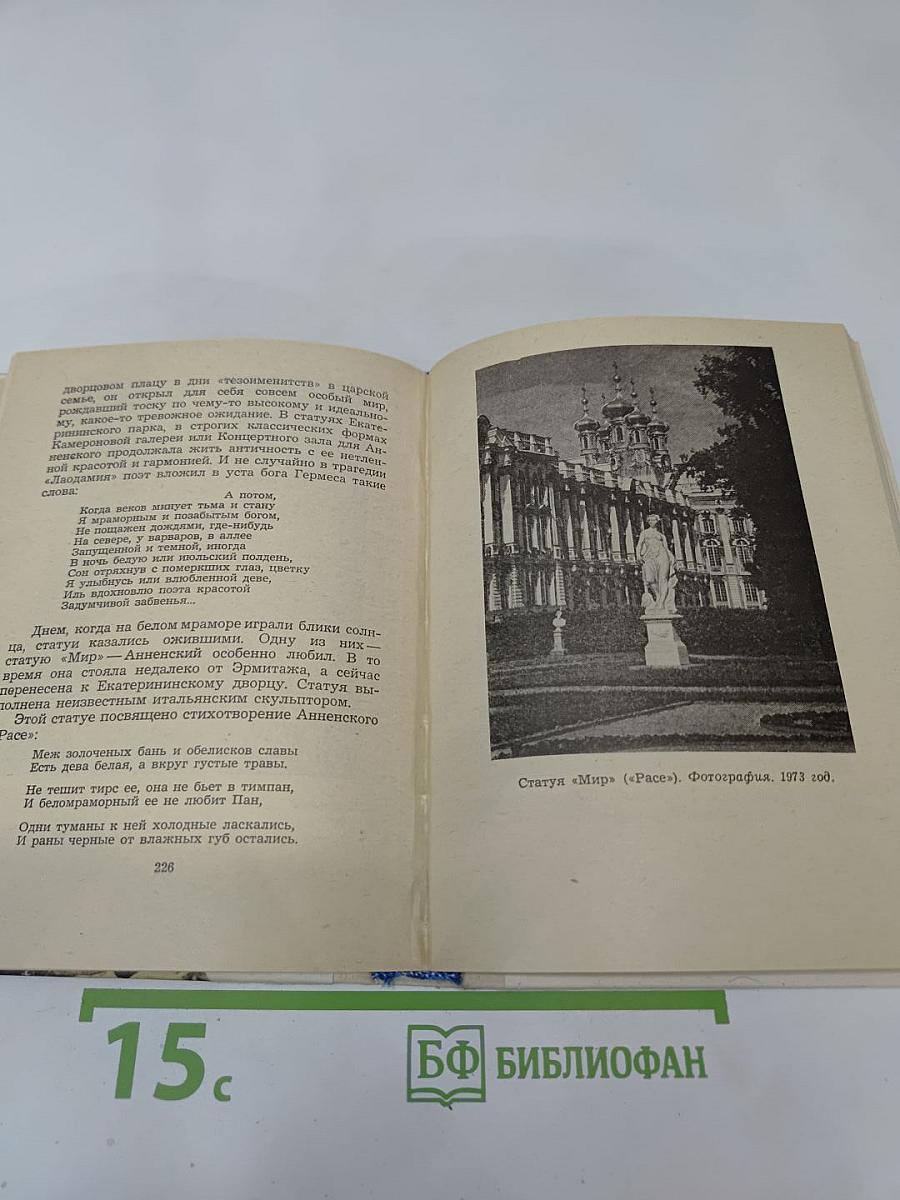 дворцовом плацу в дни «тезоименитств» в царской
семье, он открыл для себя совсем особый мир,
рождавший тоску по чему-то высокому и идеально-
му, какое-то тревожное ожидание. В статуях Екате-
рининского парка, в строгих классических формах
Камероновой галереи или Концертного зала для Ан-
ненского продолжала жить античность с ее нетлен-
ной красотой и гармонией. И не случайно в трагедии
«Лаодамия» поэт вложил в уста бога Гермеса такие
слова:
А потом,
Когда веков минует тьма и стану
Я мраморным и позабытым богом,
Не пощажен дождями, где-нибудь
На севере, у варваров, в аллее
Запущенной и темной, иногда
В ночь белую или июльский полдень,
Сон отряхнув с померкших глаз, цветку
Я улыбнусь или влюбленной деве,
Иль вдохновлю поэта красотой
Задумчивой забвенья...
Днем, когда на белом мраморе играли блики солн-
ца, статуи казались ожившими. Одну из них —
статую «Мир» — Анненский особенно любил. В то
время она стояла недалеко от Эрмитажа, а сейчас
перенесена к Екатерининскому дворцу. Статуя вы-
полнена неизвестным итальянским скульптором.
Этой статуе посвящено стихотворение Анненского
Pace»:
Меж золоченых бань и обелисков славы
Есть дева белая, а вкруг густые травы.
Не тешит тирс ее, она не бьет в тимпан,
И беломраморный ее не любит Пан,
Одни туманы к ней холодные ласкались,
И раны черные от влажных губ остались.
226
Статуя «Мир» («Pace»). Фотография. 1973 год.
15 с
БФ БИБЛИОФАН